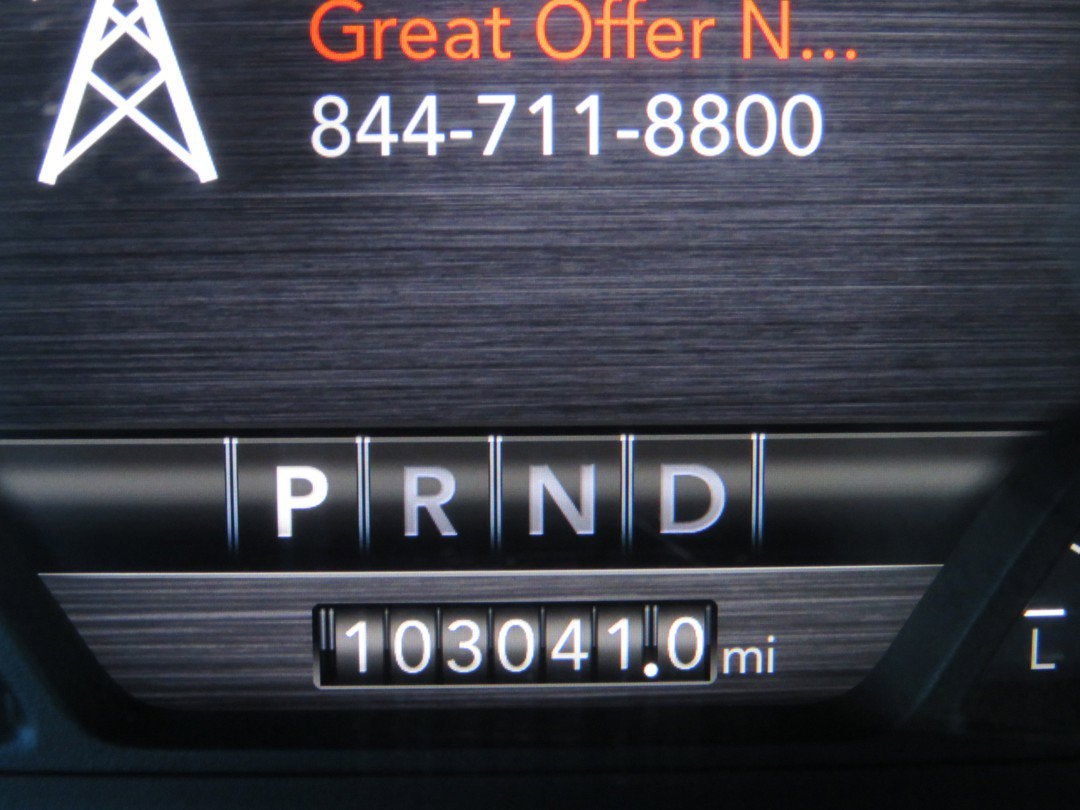 Great Offer N...
844-711-8800
P R N D
103041.0 mi
L